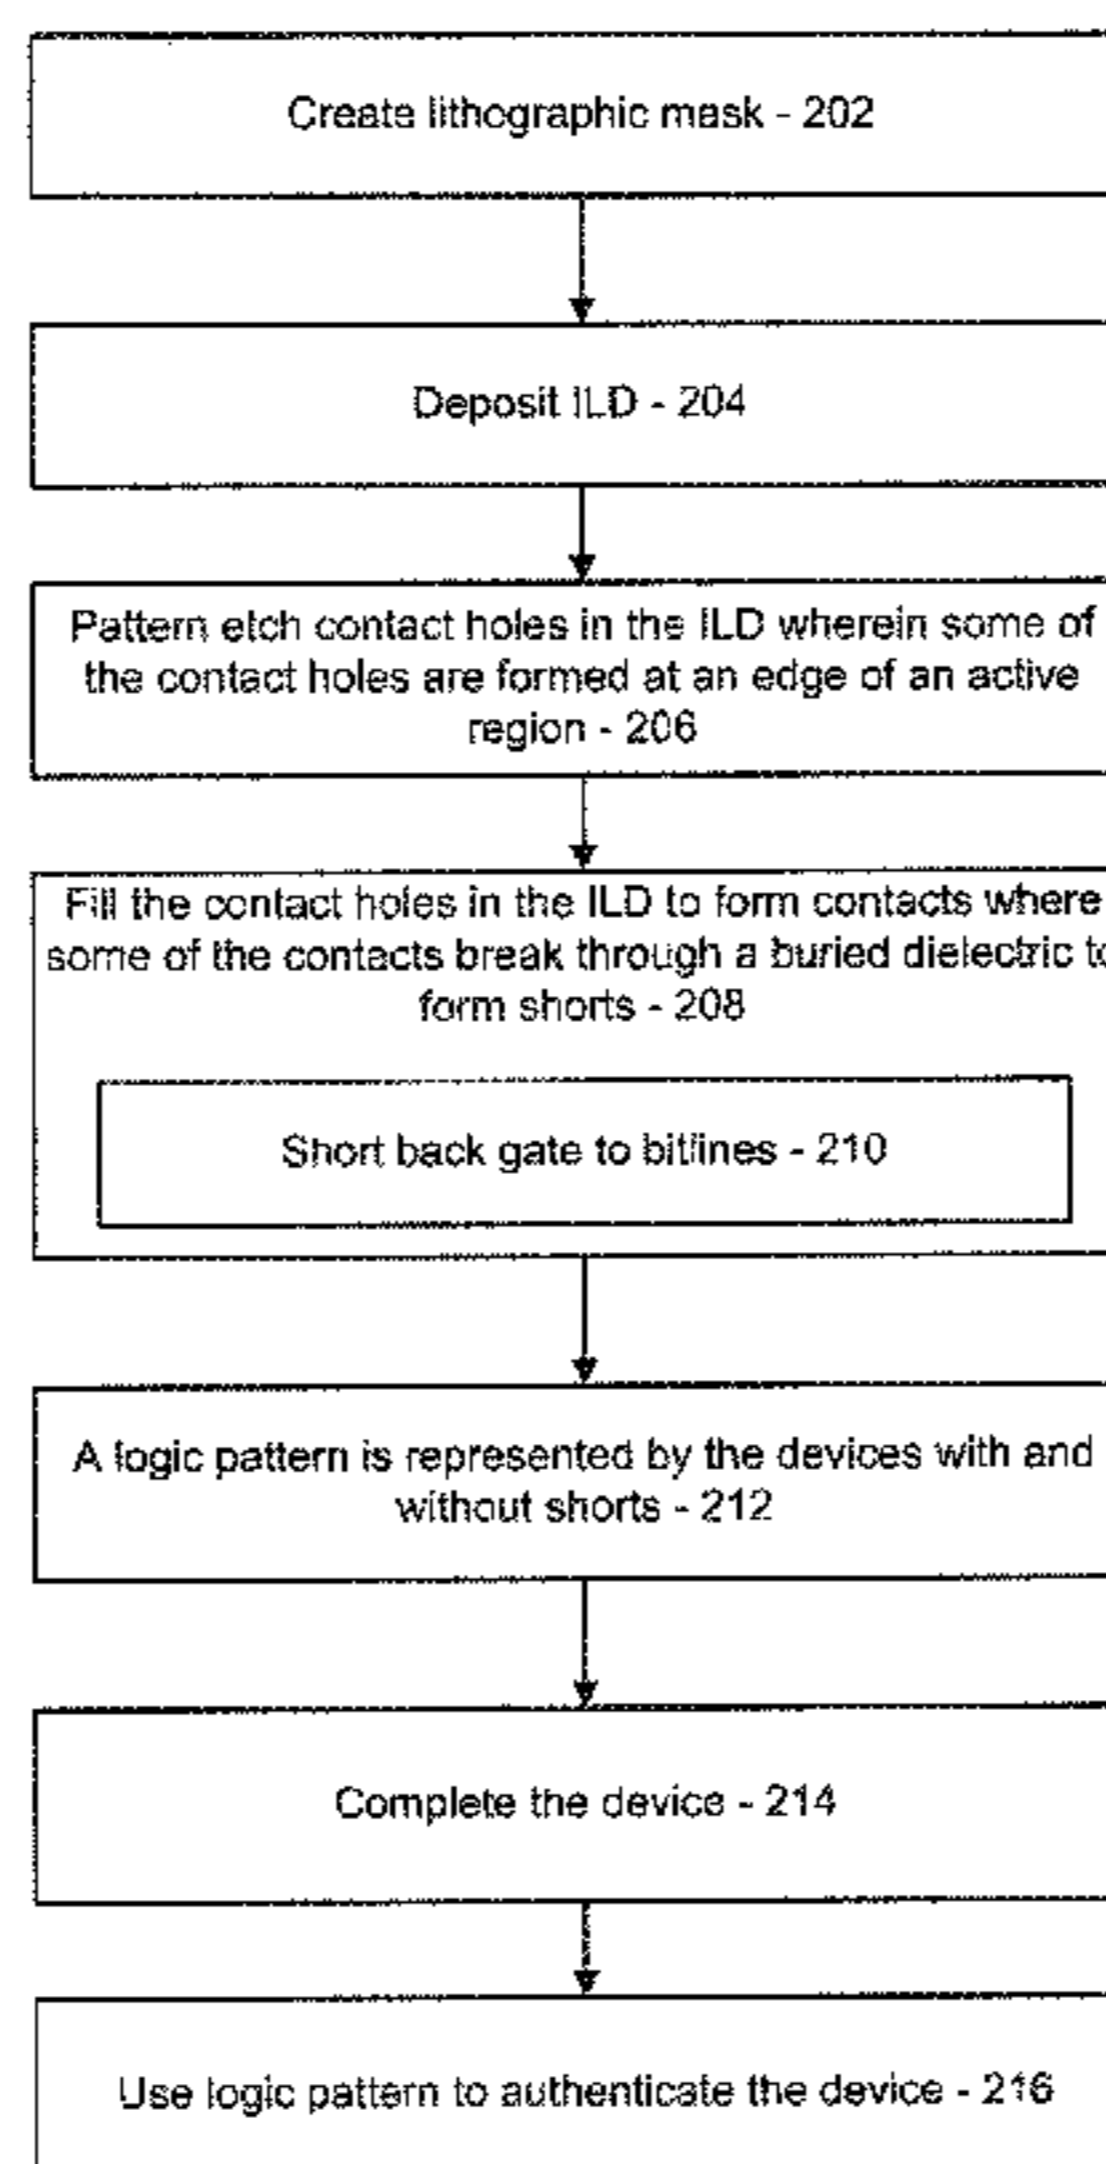 Create lithographic mask - 202
Deposit ILD - 204
Pattern etch contact holes in the ILD wherein some of
the contact holes are formed at an edge of an active
region - 206
Fill the contact holes in the ILD to form contacts where
some of the contacts break through a buried dielectric to
form shorts - 208
Short back gate to bitlines - 210
A logic pattern is represented by the devices with and
without shorts - 212
Complete the device - 214
Use logic pattern to authenticate the device - 216